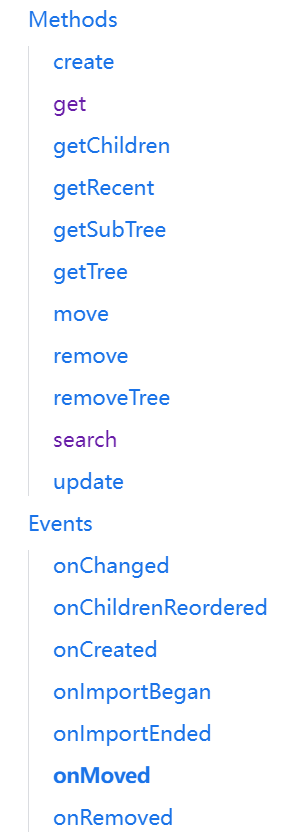 Methods
create
get
getChildren
getRecent
getSubTree
getTree
move
remove
removeTree
search
update
Events
onChanged
onChildrenReordered
onCreated
onImportBegan
onImportEnded
onMoved
onRemoved